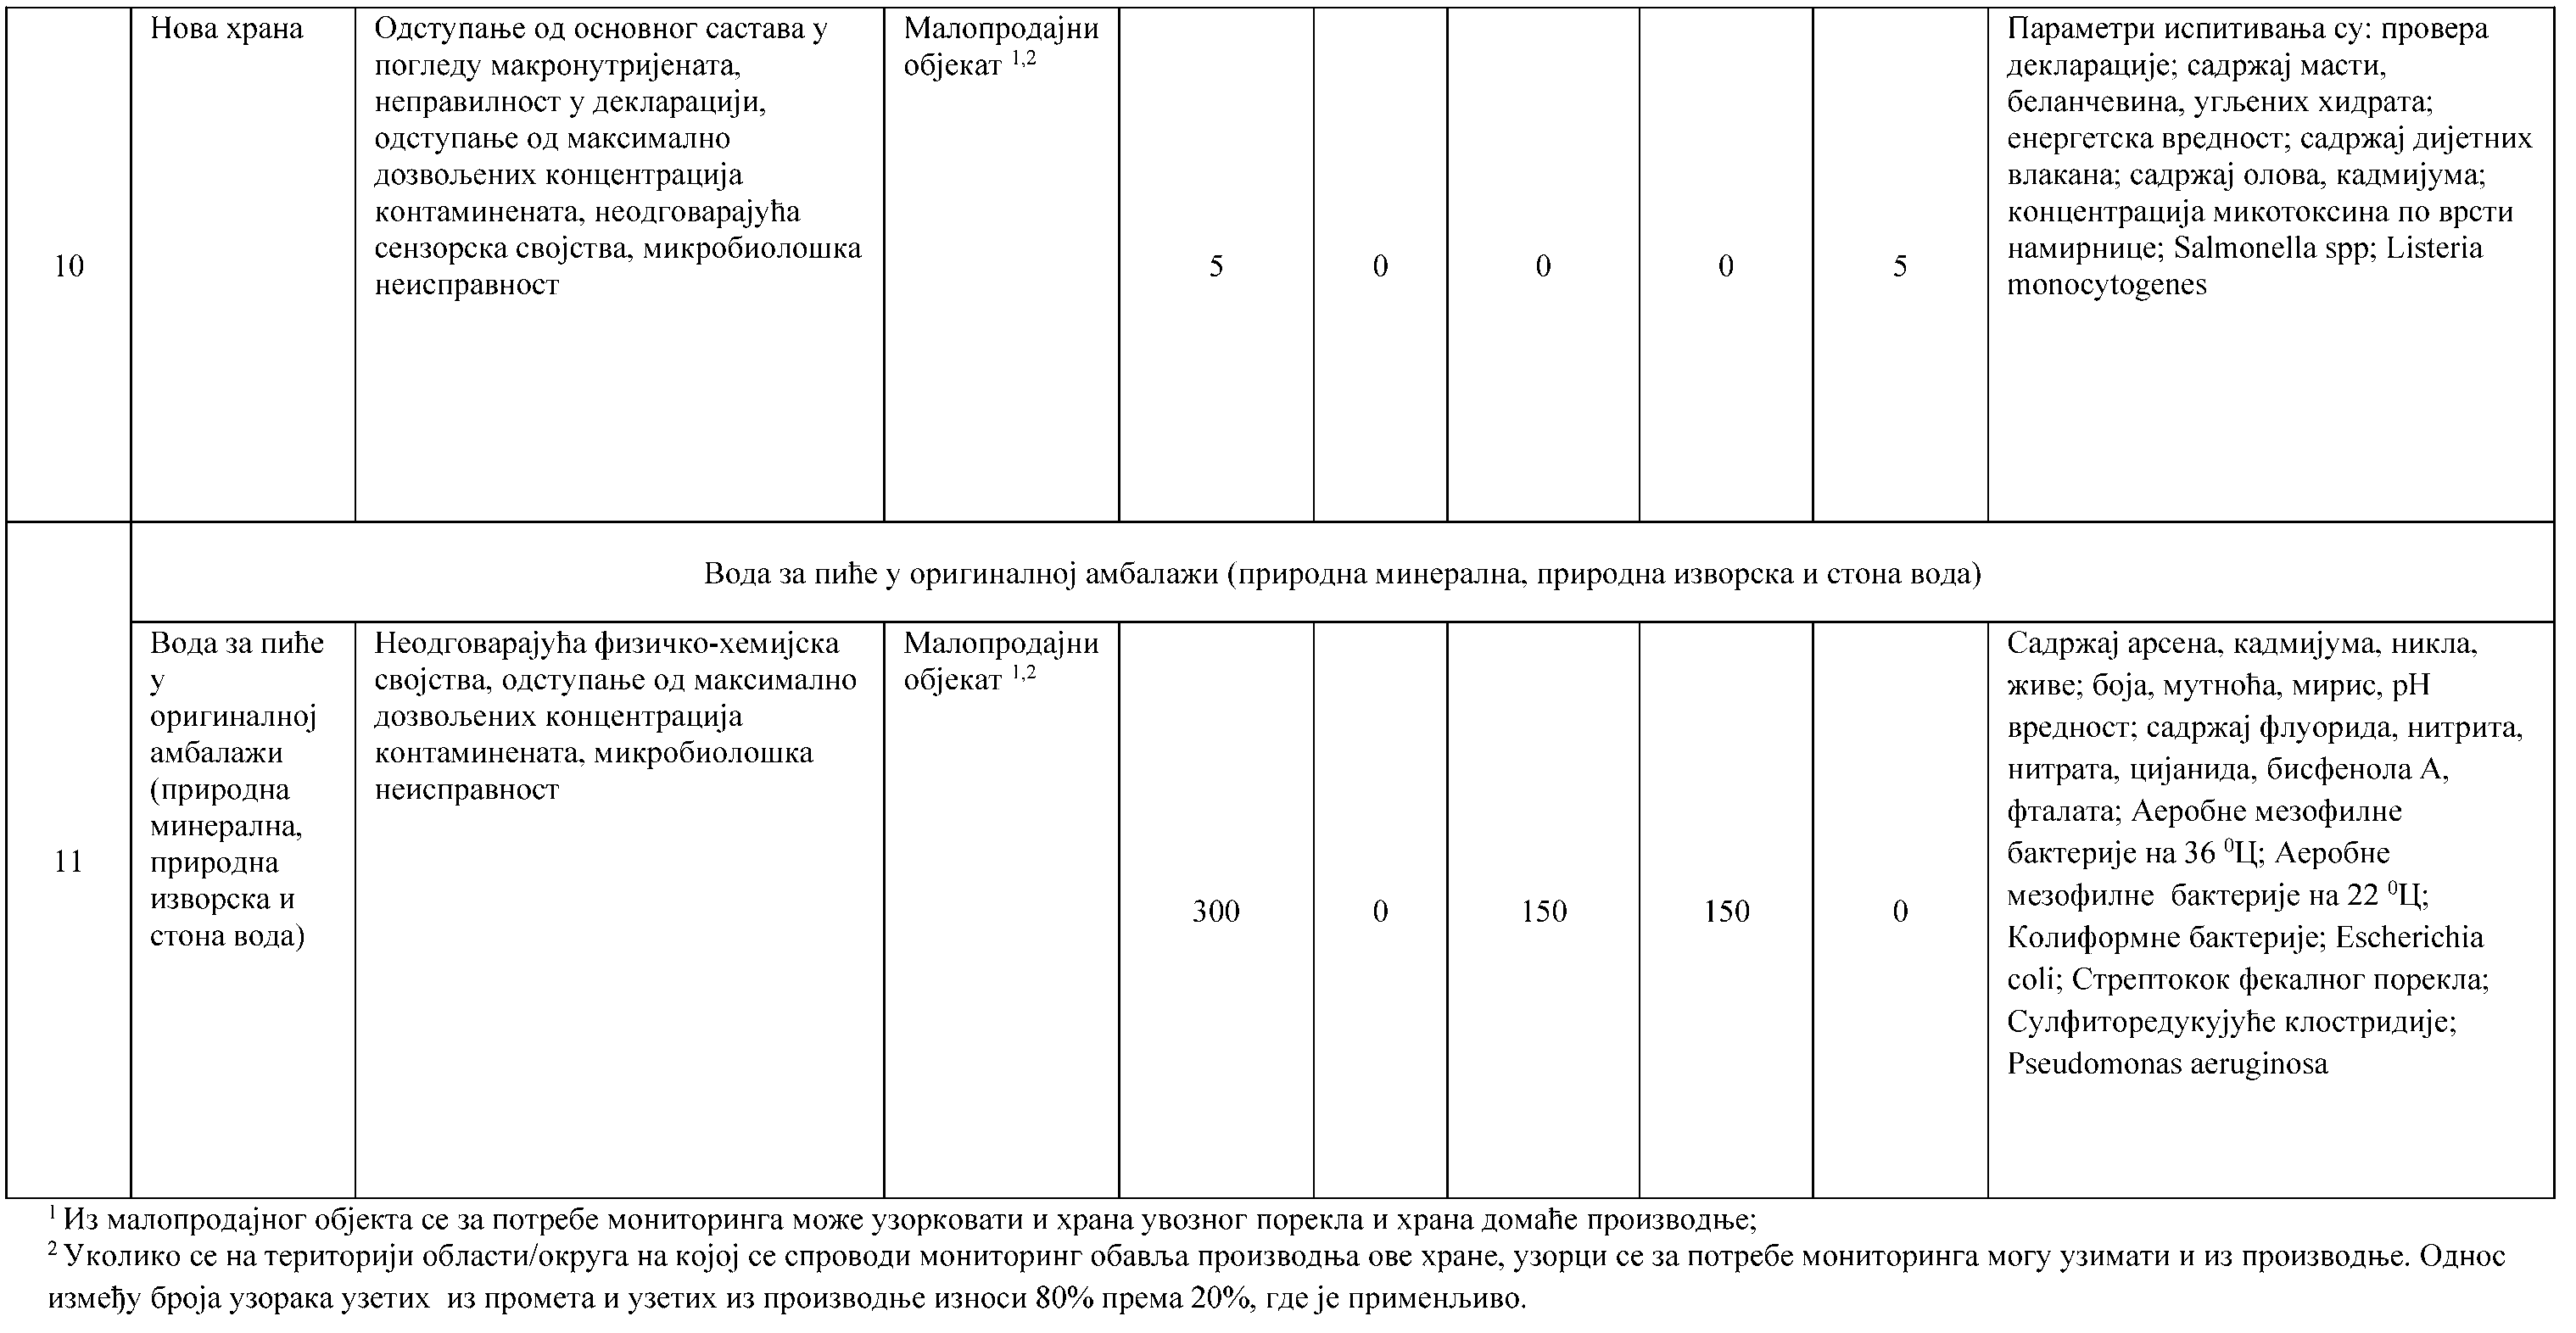 10
Нова храна
Одступање од основног састава у
погледу макронутријената,
неправилност у декларацији,
одступање од максимално
дозвољених концентрација
контаминената, неодговарајућа
сензорска својства, микробиолошка
неисправност
Малопродајни
објекат 1,2
5
0
0
0
5
Параметри испитивања су: провера
декларације; садржај масти,
беланчевина, угљених хидрата;
енергетска вредност; садржај дијетних
влакана; садржај олова, кадмијума;
концентрација микотоксина по врсти
намирнице; Salmonella spp; Listeria
monocytogenes
11
Вода за пиће у оригиналној амбалажи (природна минерална, природна изворска и стона вода)
Вода за пиће
у
оригиналној
амбалажи
(природна
минерална,
природна
изворска и
стона вода)
Неодговарајућа физичко-хемијска
својства, одступање од максимално
дозвољених концентрација
контаминената, микробиолошка
неисправност
Малопродајни
објекат 1,2
300
0
150
150
0
Садржај арсена, кадмијума, никла,
живе; боја, мутноћа, мирис, pH
вредност; садржај флуорида, нитрита,
нитрата, цијанида, бисфенола А,
фталата; Аеробне мезофилне
бактерије на 36 ⁰Ц; Аеробне
мезофилне  бактерије на 22 ⁰Ц;
Колиформне бактерије; Escherichia
coli; Стрептокок фекалног порекла;
Сулфиторедукујуће клостридије;
Pseudomonas aeruginosa
1 Из малопродајног објекта се за потребе мониторинга може узорковати и храна увозног порекла и храна домаће производње;
2 Уколико се на територији области/округа на којој се спроводи мониторинг обавља производња ове хране, узорци се за потребе мониторинга могу узимати и из производње. Однос
између броја узорака узетих  из промета и узетих из производње износи 80% према 20%, где је применљиво.